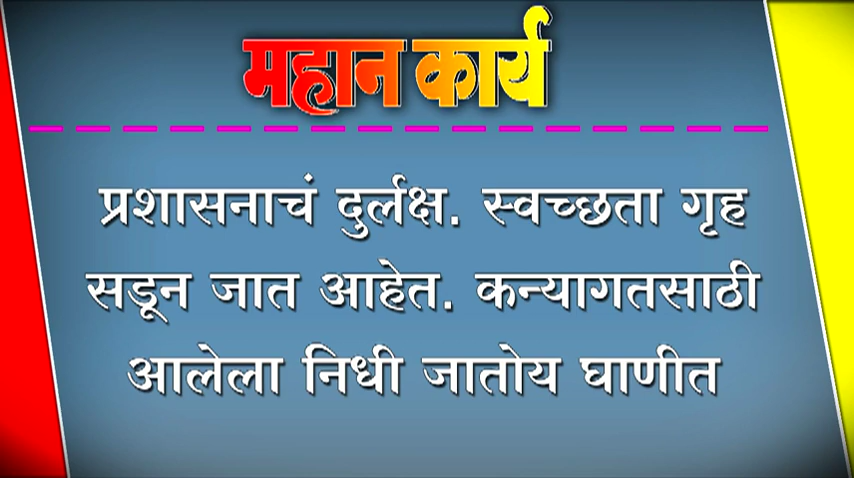 महान कार्य
प्रशासनाचं दुर्लक्ष. स्वच्छता गृह
सडून जात आहेत. कन्यागतसाठी
आलेला निधी जातोय घाणीत